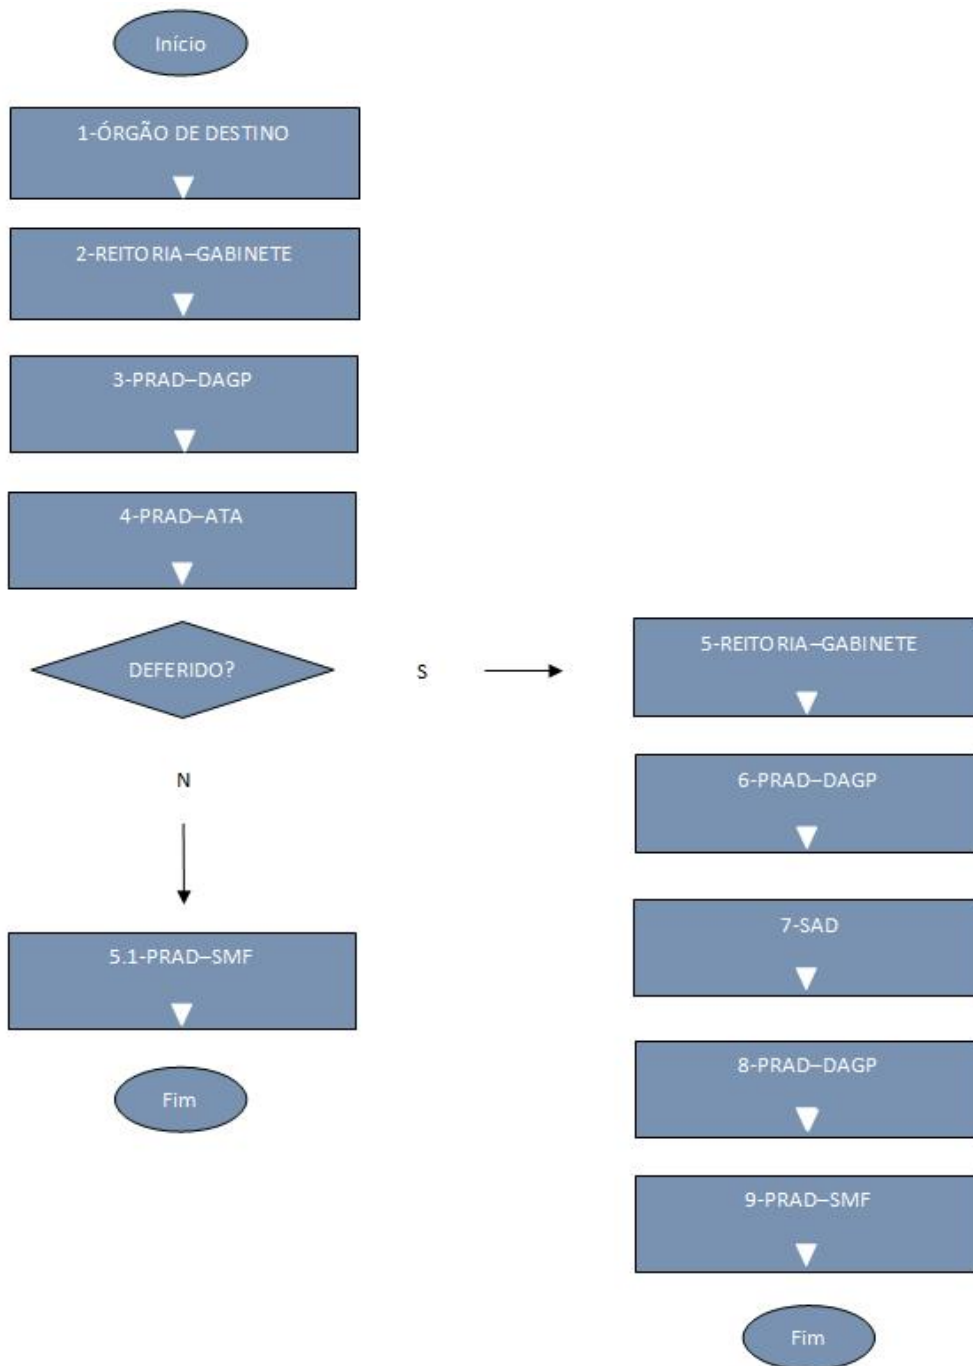 Início
1-ÓRGÃO DE DESTINO
2-REITORIA–GABINETE
3-PRAD–DAGP
4-PRAD–ATA
DEFERIDO?
S
N
5.1-PRAD–SMF
Fim
5-REITORIA–GABINETE
6-PRAD–DAGP
7-SAD
8-PRAD–DAGP
9-PRAD–SMF
Fim